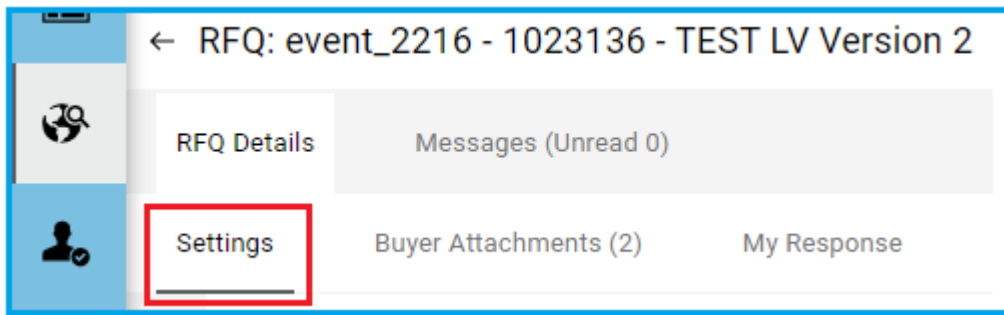 ← RFQ: event_2216 - 1023136 - TEST LV Version 2
RFQ Details Messages (Unread 0)
Settings Buyer Attachments (2) My Response